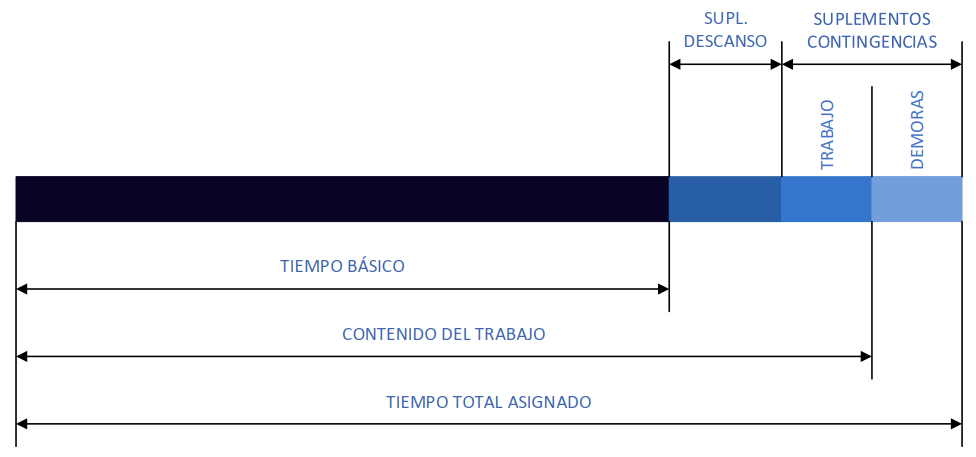 SUPL.
DESCANSO
SUPLEMENTOS
CONTINGENCIAS
TRABAJO
DEMORAS
TIEMPO BÁSICO
CONTENIDO DEL TRABAJO
TIEMPO TOTAL ASIGNADO